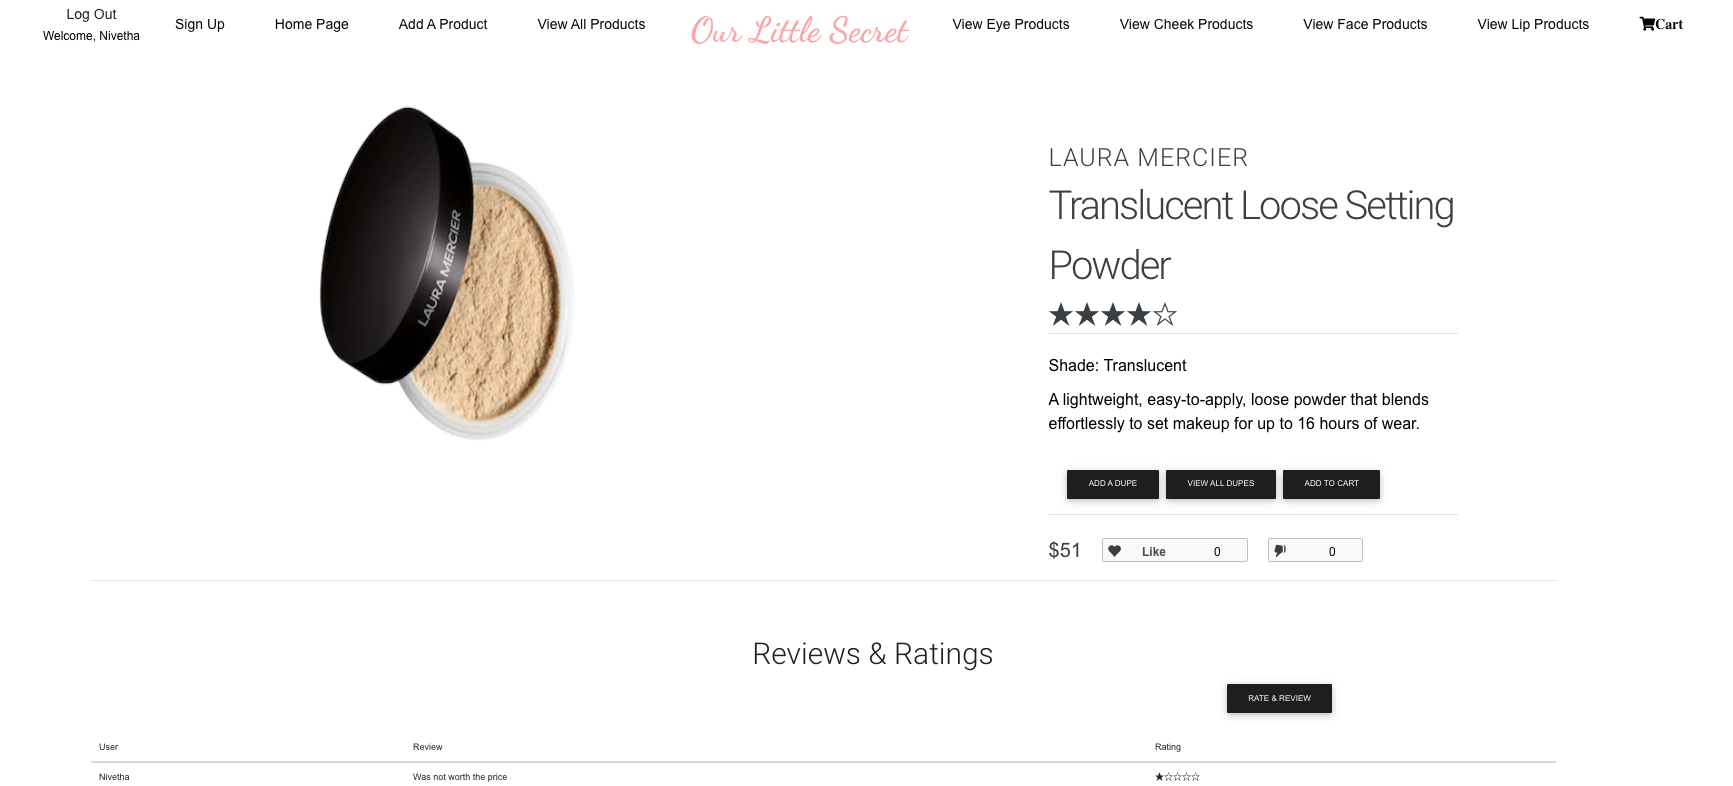 Log Out
Welcome, Nivetha
Sign Up
Home Page
Add A Product
View All Products
Our Little Secret
View Eye Products
View Cheek Products
View Face Products
View Lip Products
Cart
LAURA MERCIER
LAURA MERCIER
Translucent Loose Setting
Powder
Shade: Translucent
A lightweight, easy-to-apply, loose powder that blends
effortlessly to set makeup for up to 16 hours of wear.
ADD A DUPE
VIEW ALL DUPES
ADD TO CART
$51
Like 0
0
Reviews & Ratings
RATE & REVIEW
User Review Rating
Nivetha Was not worth the price